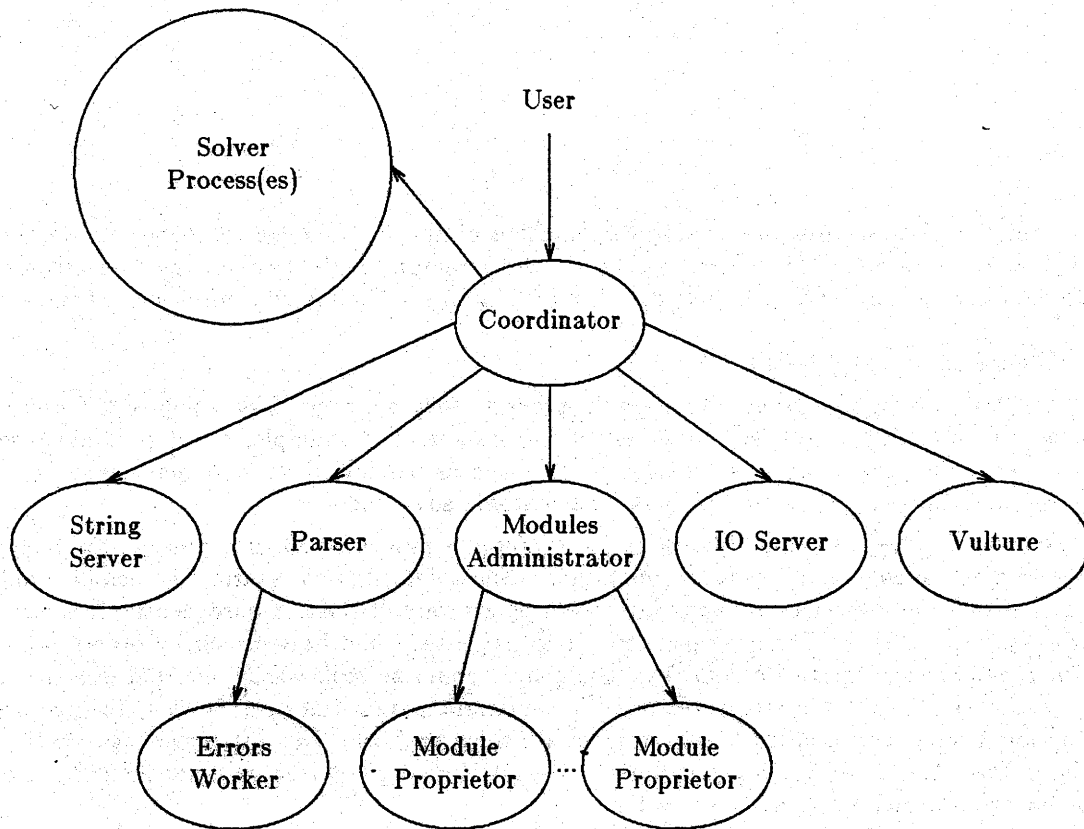 User
Solver
Process(es)
Coordinator
String
Server
Parser
Modules
Administrator
IO Server
Vulture
Errors
Worker
Module
Proprietor
...
Module
Proprietor